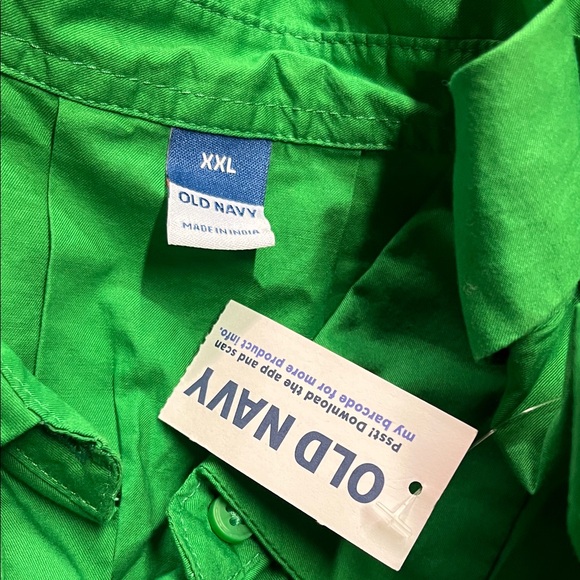 XXL
OLD NAVY
MADE IN INDIA
OLD NAVY
Psst! Download the app and scan
my barcode for more product info.